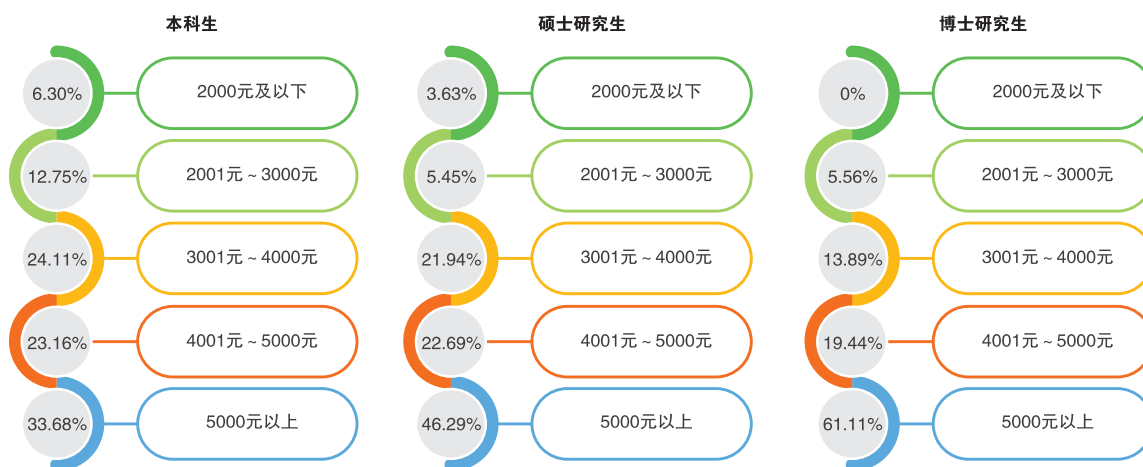 本科生
6.30% 2000元及以下
12.75% 2001元~3000元
24.11% 3001元~4000元
23.16% 4001元~5000元
33.68% 5000元以上
硕士研究生
3.63% 2000元及以下
5.45% 2001元~3000元
21.94% 3001元~4000元
22.69% 4001元~5000元
46.29% 5000元以上
博士研究生
0% 2000元及以下
5.56% 2001元~3000元
13.89% 3001元~4000元
19.44% 4001元~5000元
61.11% 5000元以上